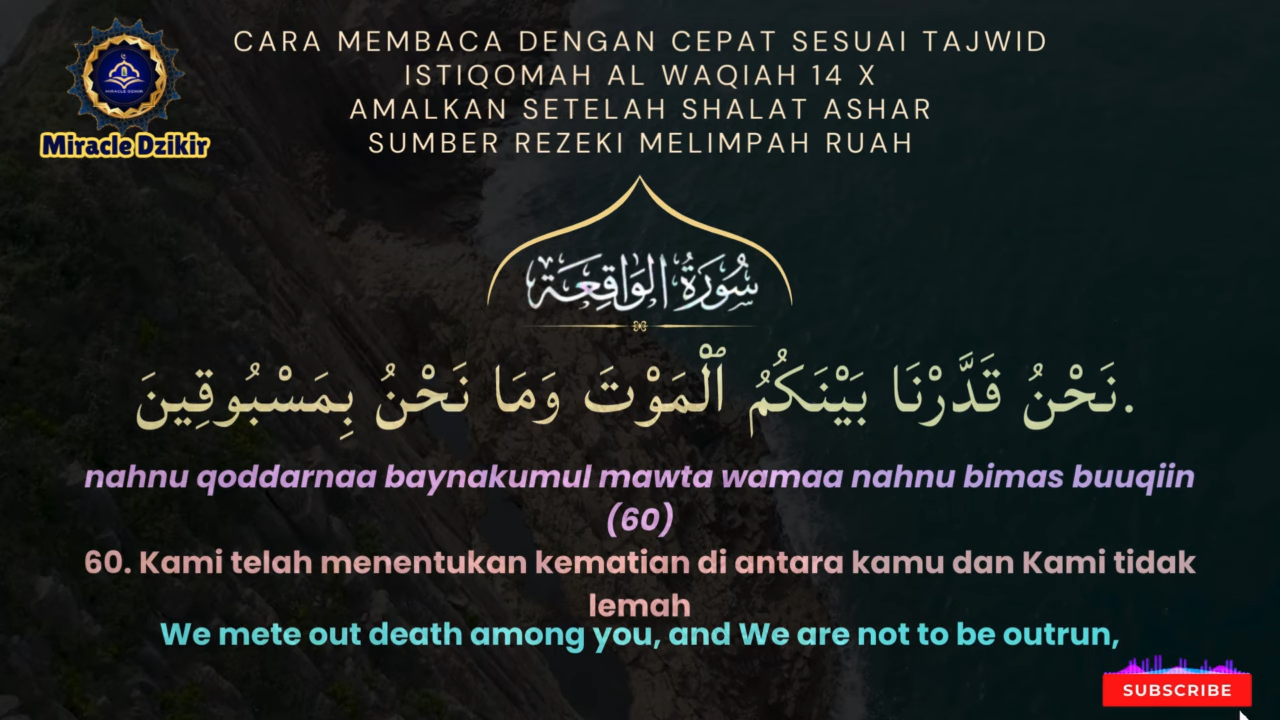 CARA MEMBACA DENGAN CEPAT SESUAI TAJWID
ISTIQOMAH AL WAQIAH 14 X
AMALKAN SETELAH SHALAT ASHAR
SUMBER REZEKI MELIMPAH RUAH
MIRACLE DZIKIR
Miracle Dzikir
سُورَةُ الوَاقِعَة
نَحْنُ قَدَّرْنَا بَيْنَكُمُ ٱلْمَوْتَ وَمَا نَحْنُ بِمَسْبُوقِينَ.
nahnu qoddarnaa baynakumul mawta wamaa nahnu bimas buuqiin
(60)
60. Kami telah menentukan kematian di antara kamu dan Kami tidak
lemah
We mete out death among you, and We are not to be outrun,
SUBSCRIBE